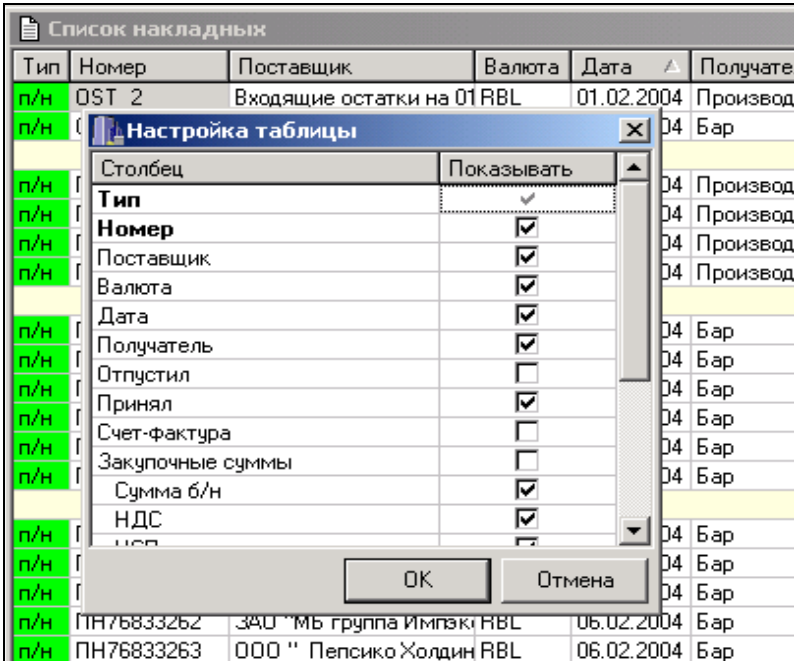 Список накладных
Тип Номер Поставщик Валюта Дата Получате
п/н OST 2 Входящие остатки на 01 RBL 01.02.2004 Производ
п/н 04 Бар
Настройка таблицы
Столбец Показывать
п/н Тип 04 Производ
п/н Номер 04 Производ
п/н Поставщик 04 Производ
п/н Валюта 04 Производ
Дата
п/н Получатель 04 Бар
п/н Отпустил 04 Бар
п/н Принял 04 Бар
п/н Счет-фактура 04 Бар
п/н Закупочные суммы 04 Бар
п/н Сумма б/н 04 Бар
НДС
п/н 04 Бар
п/н ОК Отмена 04 Бар
п/н 04 Бар
п/н ПН76833262 ЗАО "МБ группа Импэк RBL 06.02.2004 Бар
п/н ПН76833263 ООО " Пепсико Холдин RBL 06.02.2004 Бар